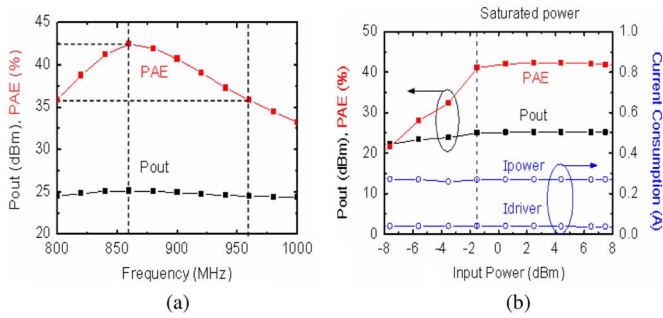 (a)
Pout (dBm), PAE (%)
45
40
35
30
25
20
PAE
Pout
800 850 900 950 1000
Frequency (MHz)
(a)
Saturated power
(b)
Pout (dBm), PAE (%)
50
40
30
20
10
0
PAE
Pout
Ipower
Idriver
1.0
0.8
0.6
0.4
0.2
0.0
Current Consumption (A)
-8 -6 -4 -2 0 2 4 6 8
Input Power (dBm)
(b)